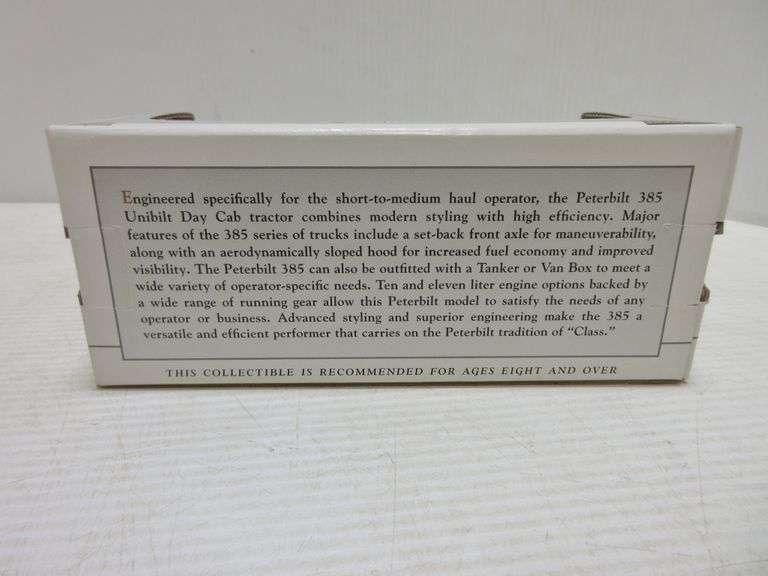 Engineered specifically for the short-to-medium haul operator, the Peterbilt 385
Unibilt Day Cab tractor combines modern styling with high efficiency. Major
features of the 385 series of trucks include a set-back front axle for maneuverability,
along with an aerodynamically sloped hood for increased fuel economy and improved
visibility. The Peterbilt 385 can also be outfitted with a Tanker or Van Box to meet a
wide variety of operator-specific needs. Ten and eleven liter engine options backed by
a wide range of running gear allow this Peterbilt model to satisfy the needs of any
operator or business. Advanced styling and superior engineering make the 385 a
versatile and efficient performer that carries on the Peterbilt tradition of “Class.”
THIS COLLECTIBLE IS RECOMMENDED FOR AGES EIGHT AND OVER